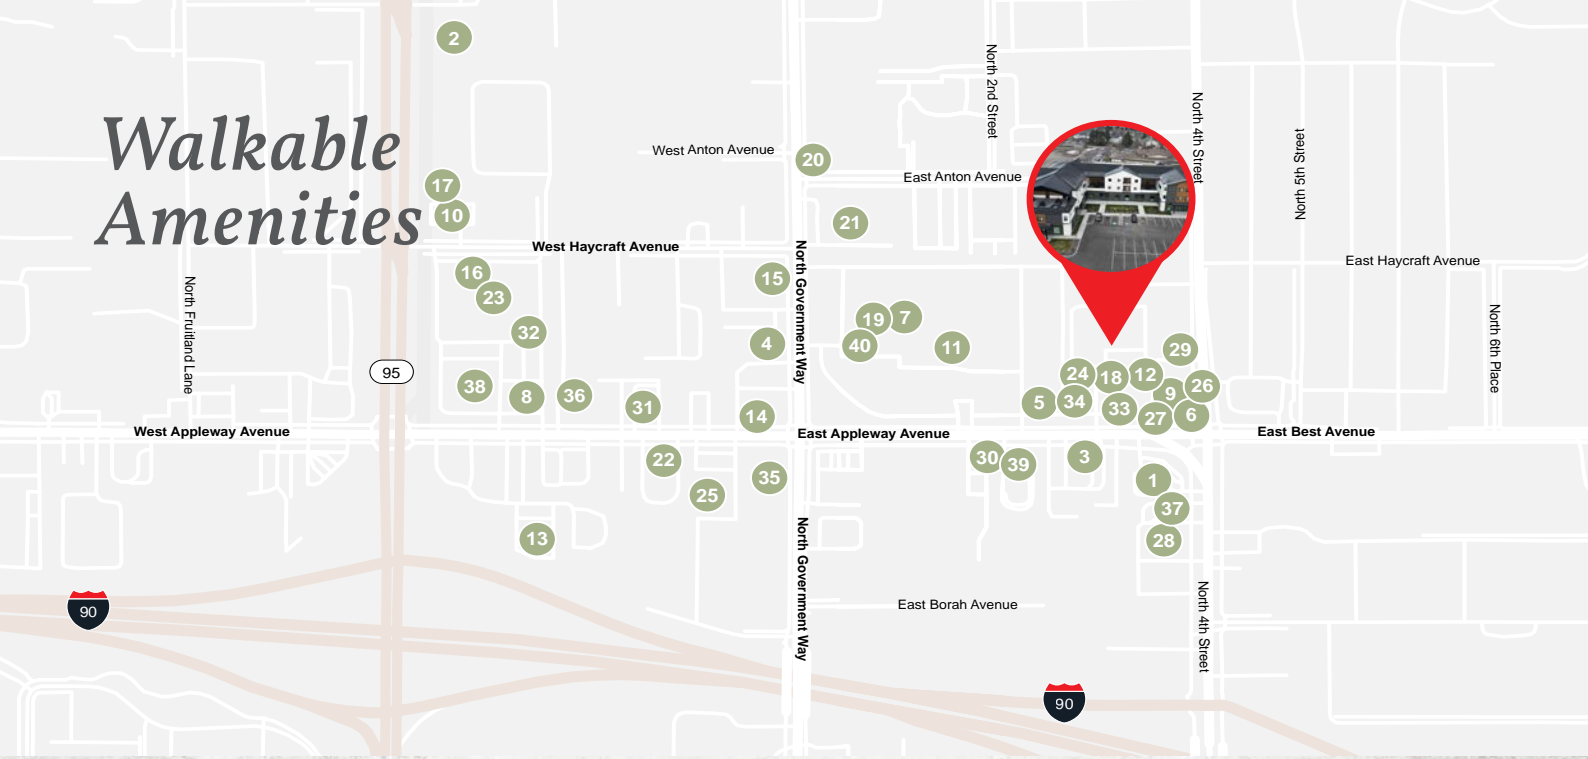 2
North 2nd Street
North 4th Street
Walkable
Amenities
West Anton Avenue
20
North 5th Street
East Anton Avenue
17
10
21
West Haycraft Avenue
North Government Way
East Haycraft Avenue
16
15
23
North Fruitland Lane
32
19
7
40
4
11
29
North 6th Place
95
24
18
12
38
8
36
26
9
31
5
34
33
14
27
6
West Appleway Avenue
East Appleway Avenue
East Best Avenue
22
30
39
3
35
1
25
37
13
28
North Government Way
90
East Borah Avenue
North 4th Street
90